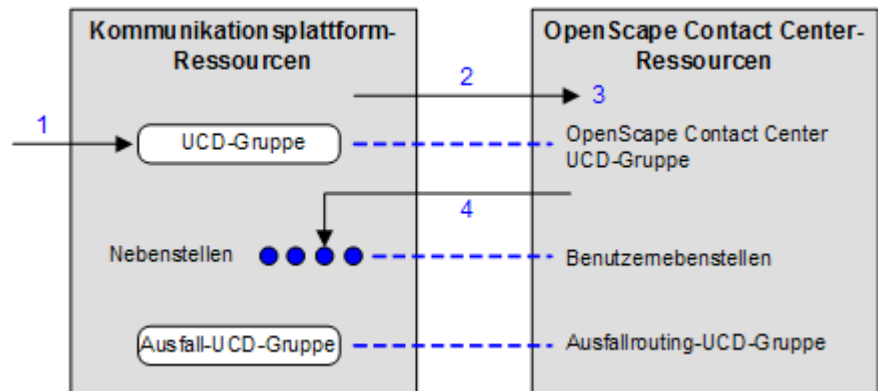 Kommunikationsplattform-
Ressourcen
OpenScape Contact Center-
Ressourcen
2
3
1
UCD-Gruppe
OpenScape Contact Center
UCD-Gruppe
4
Nebenstellen
Benutzernebenstellen
Ausfall-UCD-Gruppe
Ausfallrouting-UCD-Gruppe